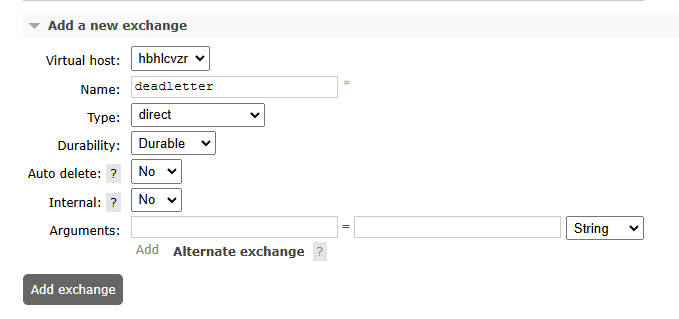 Add a new exchange
Virtual host: hbhlcvzr
Name: deadletter *
Type: direct
Durability: Durable
Auto delete: ? No
Internal: ? No
Arguments: = String
Add Alternate exchange ?
Add exchange